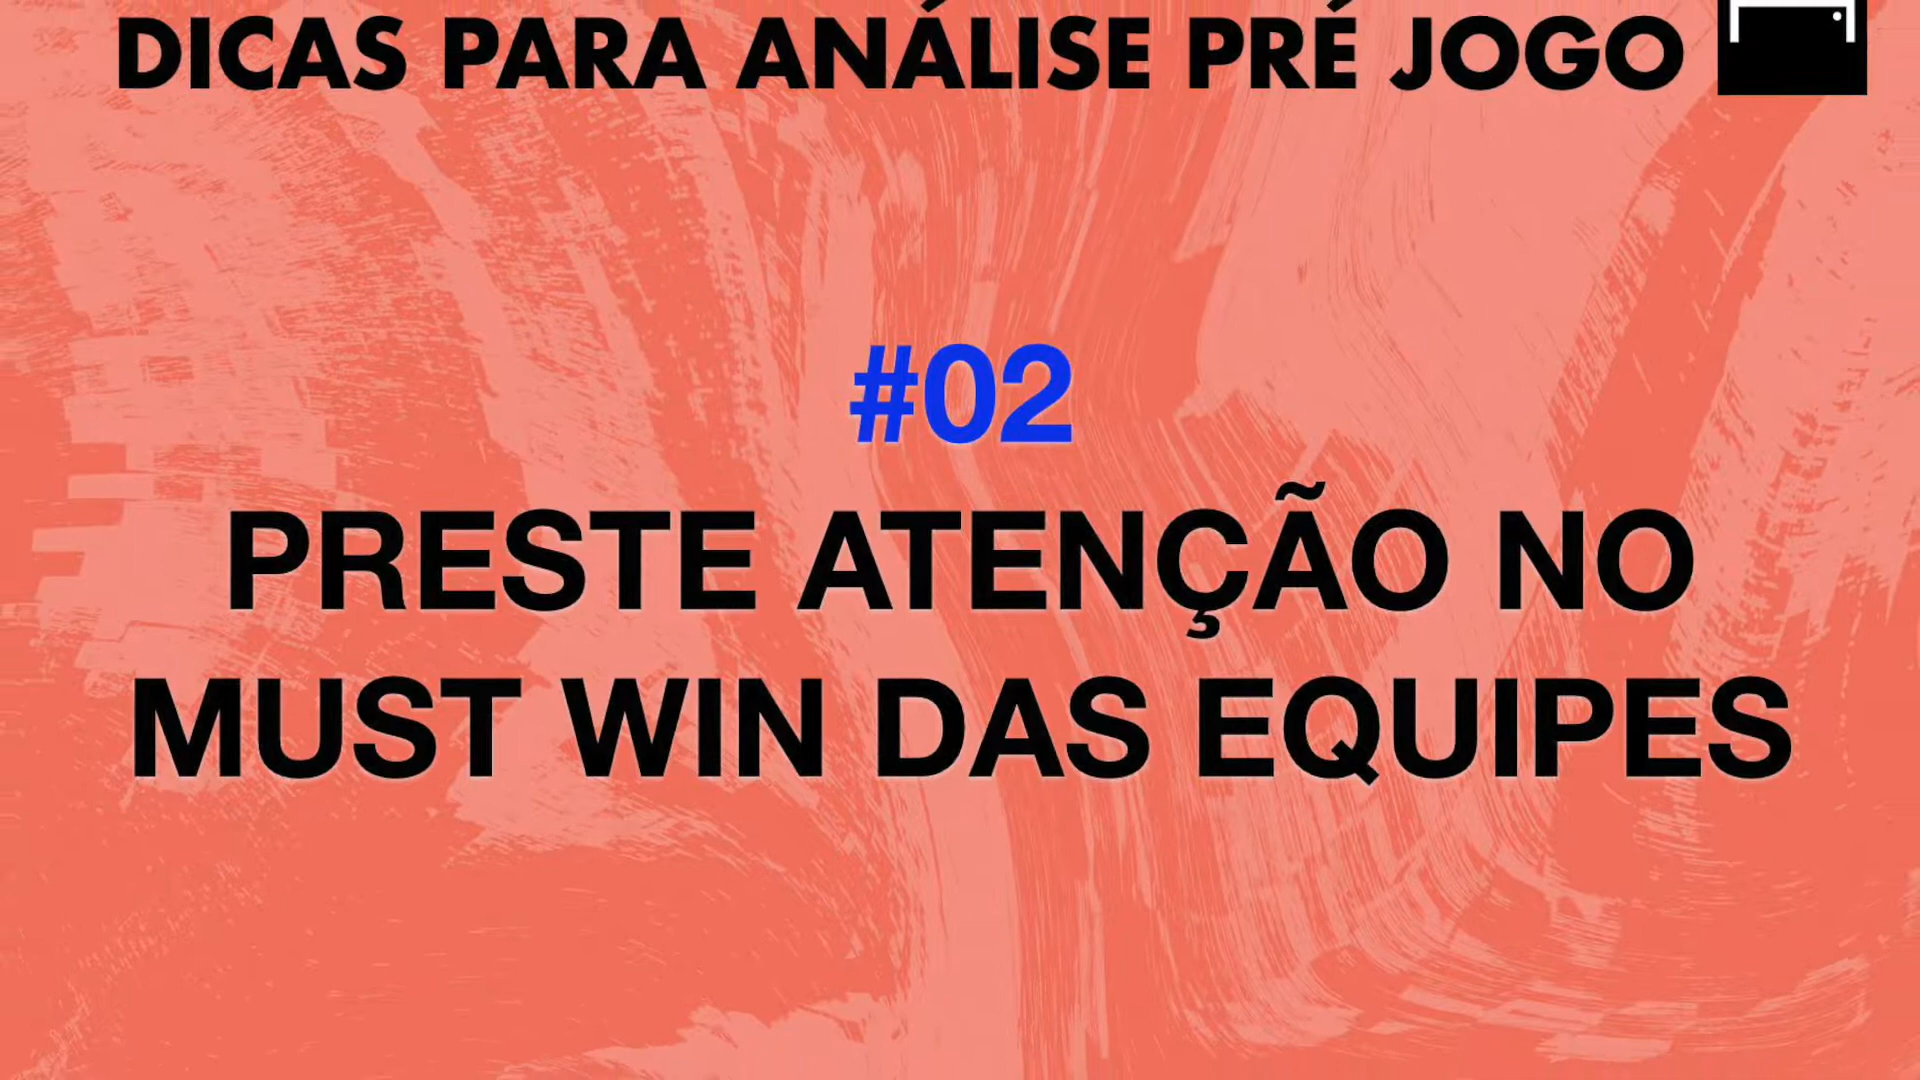 DICAS PARA ANÁLISE PRÉ JOGO
#02
PRESTE ATENÇÃO NO
MUST WIN DAS EQUIPES